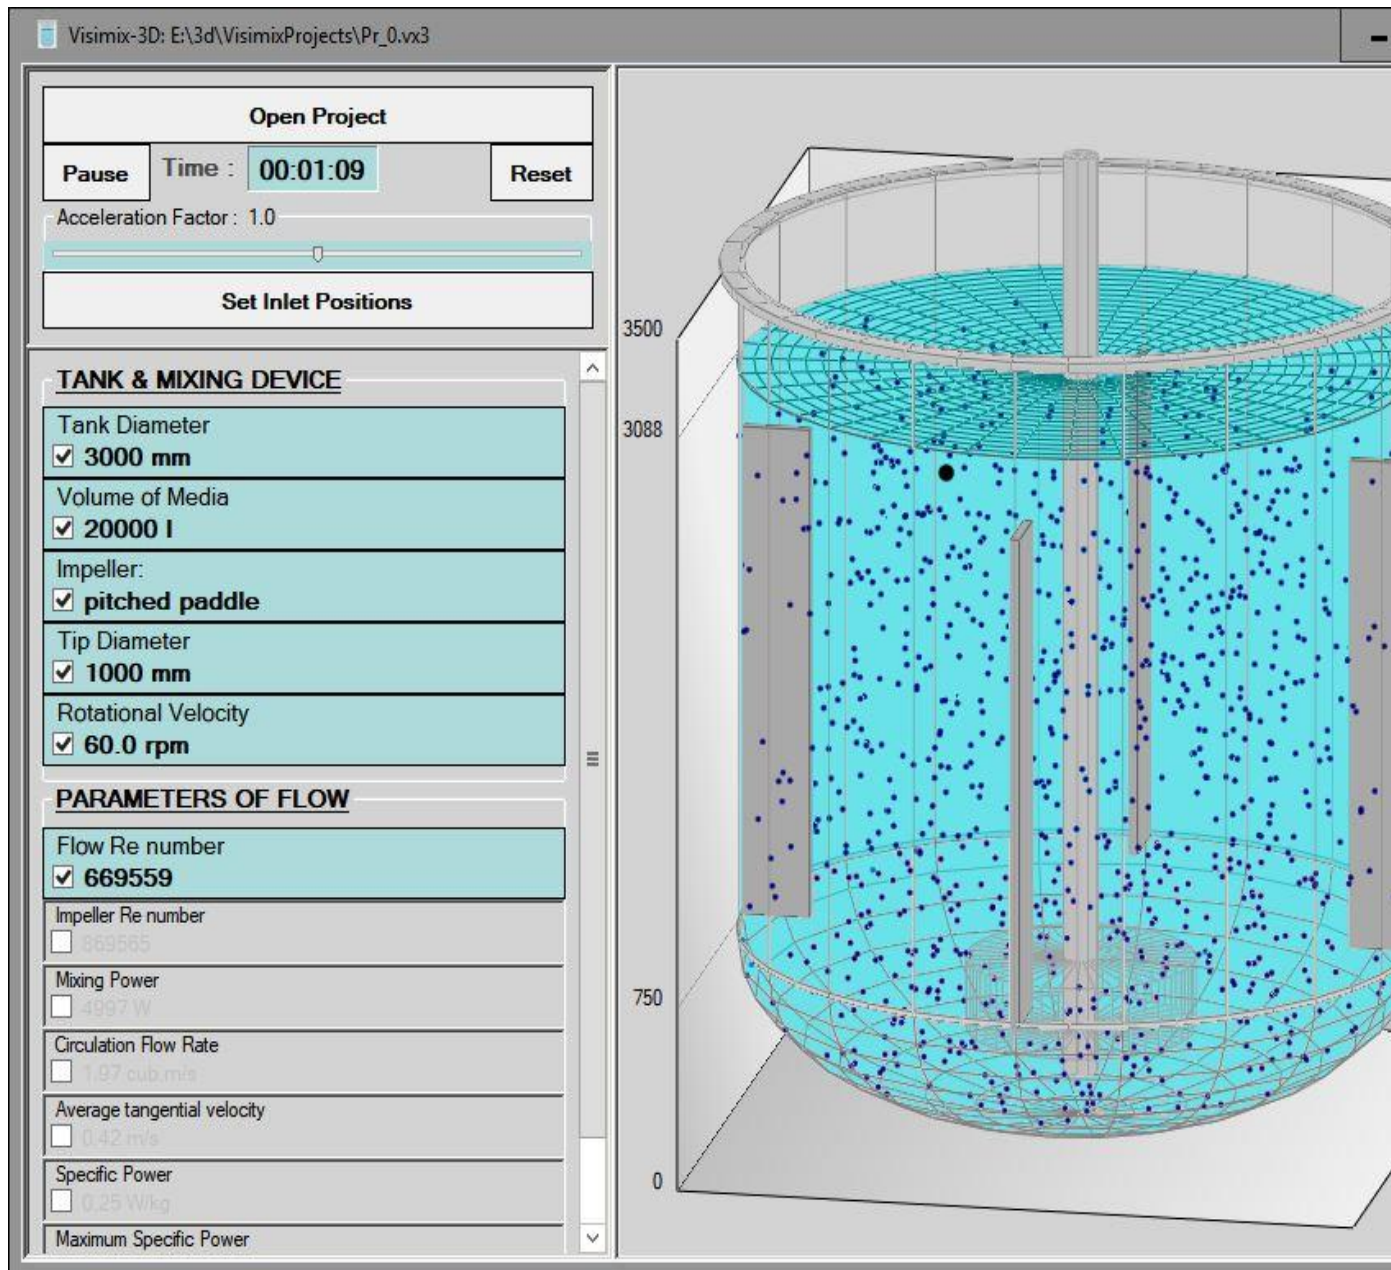 Visimix-3D: E:\3d\VisimixProjects\Pr_0.vx3
Open Project
Pause Time : 00:01:09 Reset
Acceleration Factor : 1.0
Set Inlet Positions
TANK & MIXING DEVICE
Tank Diameter
3000 mm
Volume of Media
20000 l
Impeller:
pitched paddle
Tip Diameter
1000 mm
Rotational Velocity
60.0 rpm
PARAMETERS OF FLOW
Flow Re number
669559
Impeller Re number
869565
Mixing Power
4997 W
Circulation Flow Rate
1.97 cub.m/s
Average tangential velocity
0.42 m/s
Specific Power
0.25 W/kg
Maximum Specific Power
3500
3088
750
0